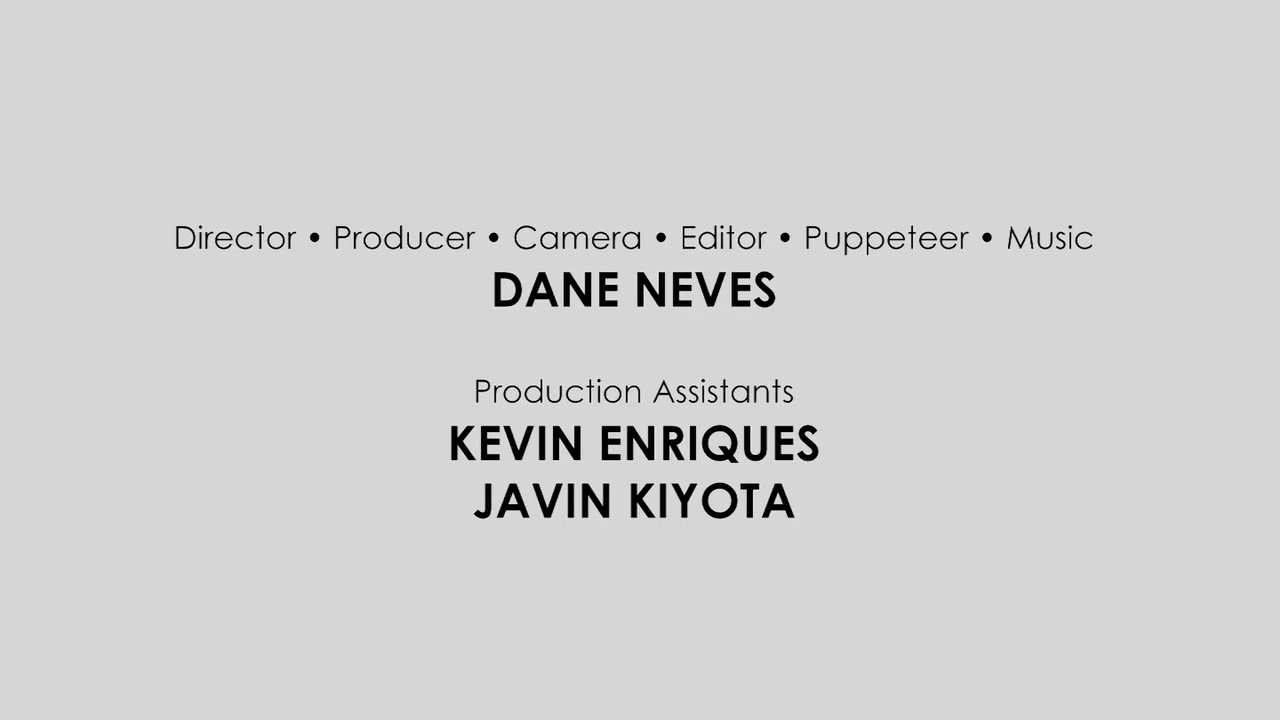 Director • Producer • Camera • Editor • Puppeteer • Music
DANE NEVES
Production Assistants
KEVIN ENRIQUES
JAVIN KIYOTA